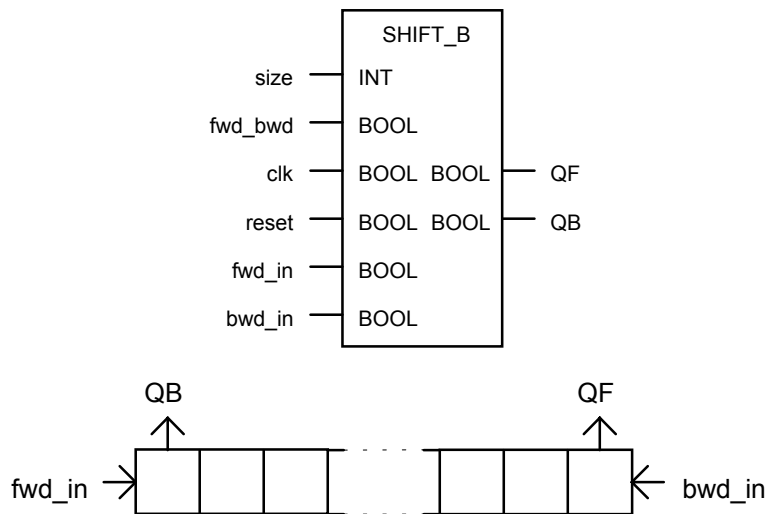 SHIFT_B
size INT
fwd_bwd BOOL
clk BOOL BOOL QF
reset BOOL BOOL QB
fwd_in BOOL
bwd_in BOOL
QB QF
fwd_in bwd_in